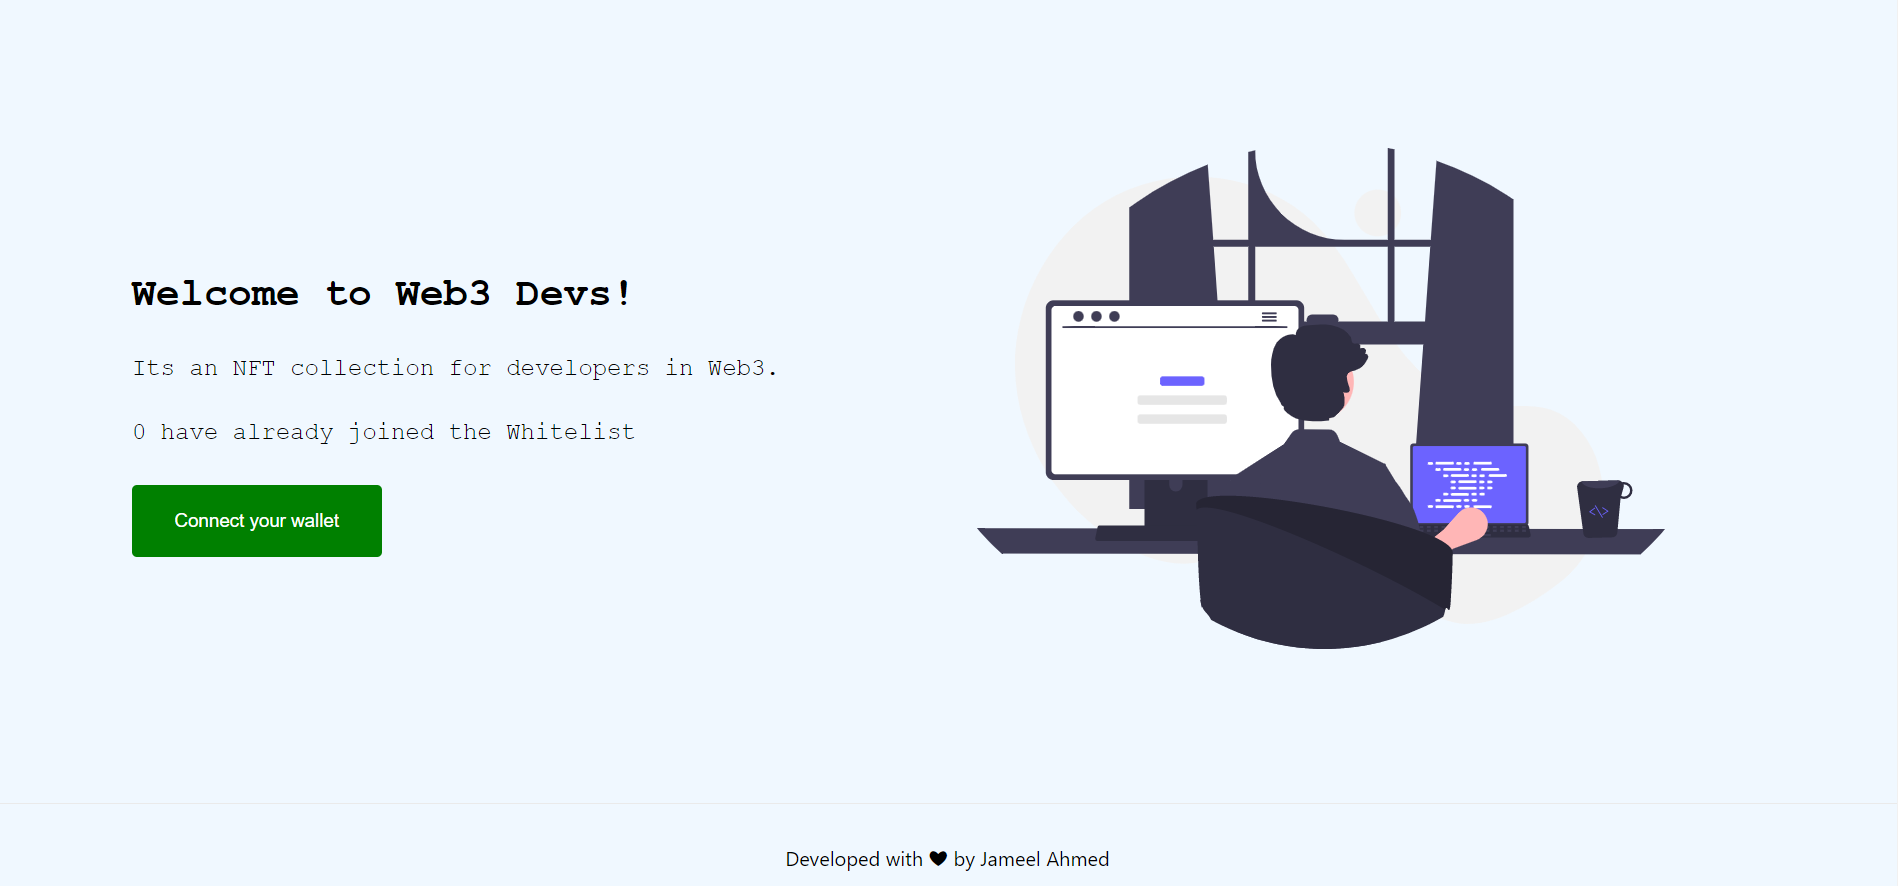 Welcome to Web3 Devs!
Its an NFT collection for developers in Web3.
0 have already joined the Whitelist
Connect your wallet
<\>
Developed with ❤ by Jameel Ahmed